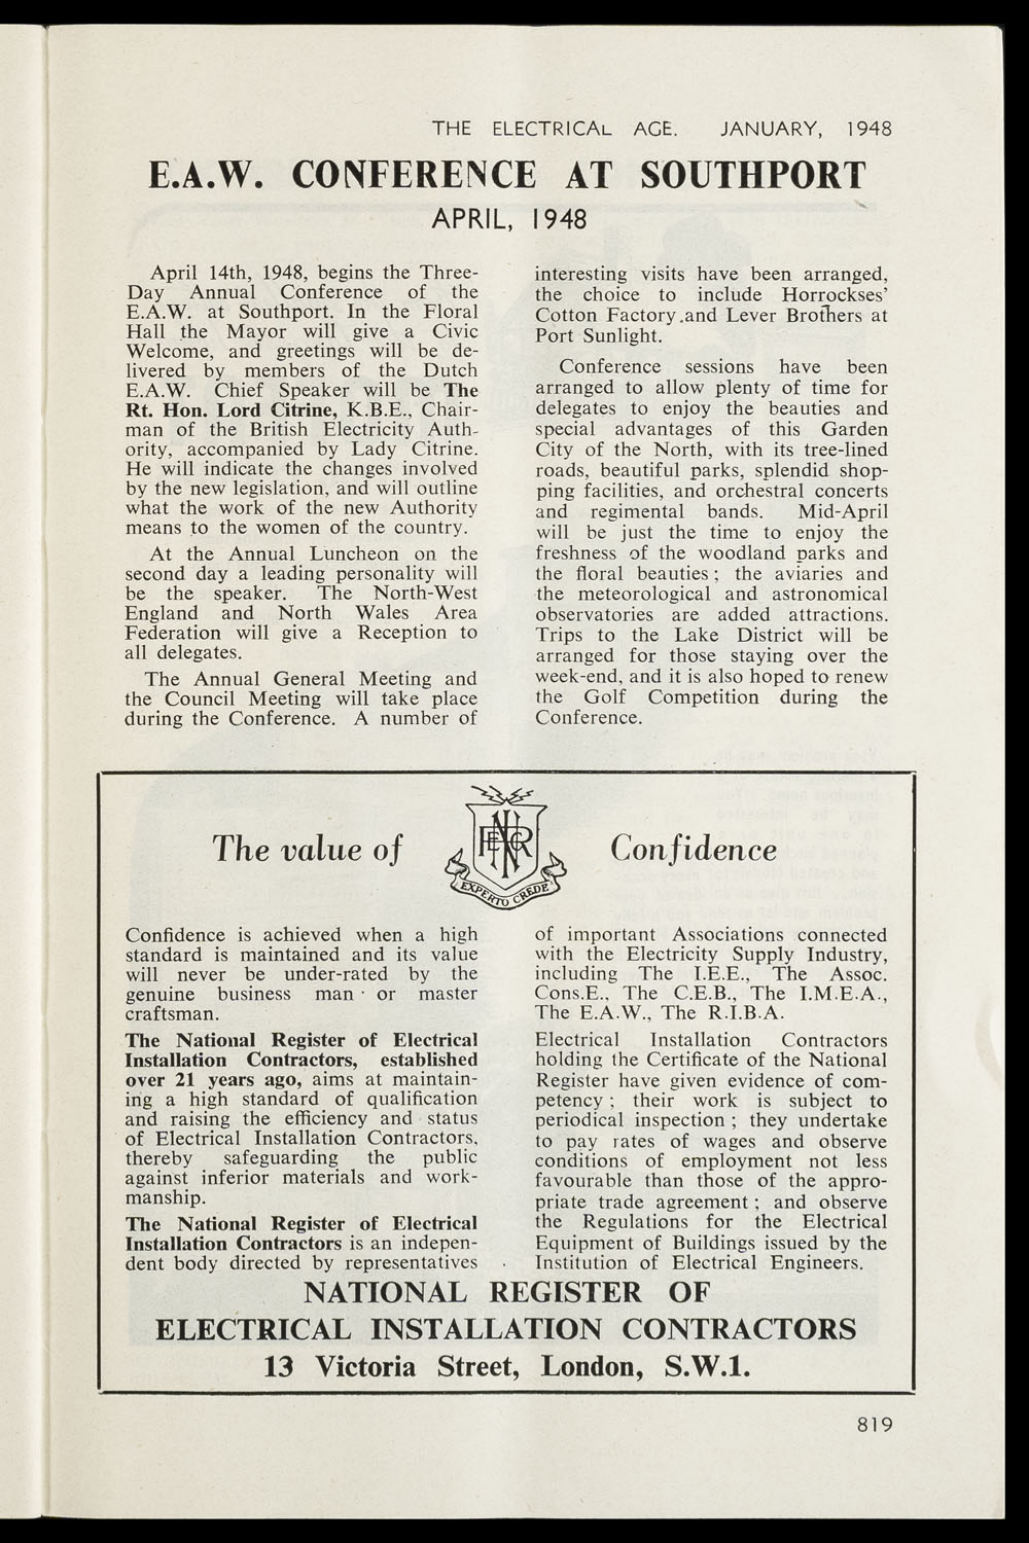 THE ELECTRICAL AGE. JANUARY, 1948
E.A.W. CONFERENCE AT SOUTHPORT
APRIL, 1948
April 14th, 1948, begins the Three-
Day Annual Conference of the
E.A.W. at Southport. In the Floral
Hall the Mayor will give a Civic
Welcome, and greetings will be de-
livered by members of the Dutch
E.A.W. Chief Speaker will be The
Rt. Hon. Lord Citrine, K.B.E., Chair-
man of the British Electricity Auth-
ority, accompanied by Lady Citrine.
He will indicate the changes involved
by the new legislation, and will outline
what the work of the new Authority
means to the women of the country.
At the Annual Luncheon on the
second day a leading personality will
be the speaker. The North-West
England and North Wales Area
Federation will give a Reception to
all delegates.
The Annual General Meeting and
the Council Meeting will take place
during the Conference. A number of
interesting visits have been arranged,
the choice to include Horrockses'
Cotton Factory and Lever Brothers at
Port Sunlight.
Conference sessions have been
arranged to allow plenty of time for
delegates to enjoy the beauties and
special advantages of this Garden
City of the North, with its tree-lined
roads, beautiful parks, splendid shop-
ping facilities, and orchestral concerts
and regimental bands. Mid-April
will be just the time to enjoy the
freshness of the woodland parks and
the floral beauties; the aviaries and
the meteorological and astronomical
observatories are added attractions.
Trips to the Lake District will be
arranged for those staying over the
week-end, and it is also hoped to renew
the Golf Competition during the
Conference.
The value of Confidence
EXPERTO CREDE
Confidence is achieved when a high
standard is maintained and its value
will never be under-rated by the
genuine business man or master
craftsman.
The National Register of Electrical
Installation Contractors, established
over 21 years ago, aims at maintain-
ing a high standard of qualification
and raising the efficiency and status
of Electrical Installation Contractors,
thereby safeguarding the public
against inferior materials and work-
manship.
The National Register of Electrical
Installation Contractors is an indepen-
dent body directed by representatives
of important Associations connected
with the Electricity Supply Industry,
including The I.E.E., The Assoc.
Cons.E., The C.E.B., The I.M.E.A.,
The E.A.W., The R.I.B.A.
Electrical Installation Contractors
holding the Certificate of the National
Register have given evidence of com-
petency; their work is subject to
periodical inspection; they undertake
to pay rates of wages and observe
conditions of employment not less
favourable than those of the appro-
priate trade agreement; and observe
the Regulations for the Electrical
Equipment of Buildings issued by the
Institution of Electrical Engineers.
NATIONAL REGISTER OF
ELECTRICAL INSTALLATION CONTRACTORS
13 Victoria Street, London, S.W.1.
819